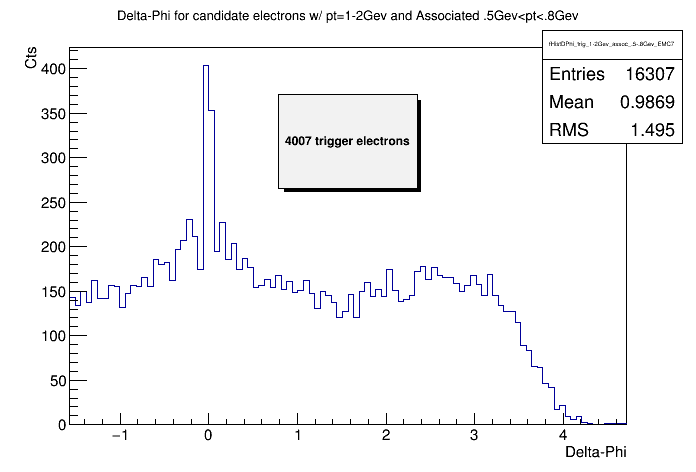 Delta-Phi for candidate electrons w/ pt=1-2Gev and Associated .5Gev<pt<.8Gev
fHistDPhi_trig_1-2Gev_assoc_.5-.8Gev_EMC7
Entries 16307
Mean 0.9869
RMS 1.495
4007 trigger electrons
Cts
400
350
300
250
200
150
100
50
0
−1 0 1 2 3 4
Delta-Phi